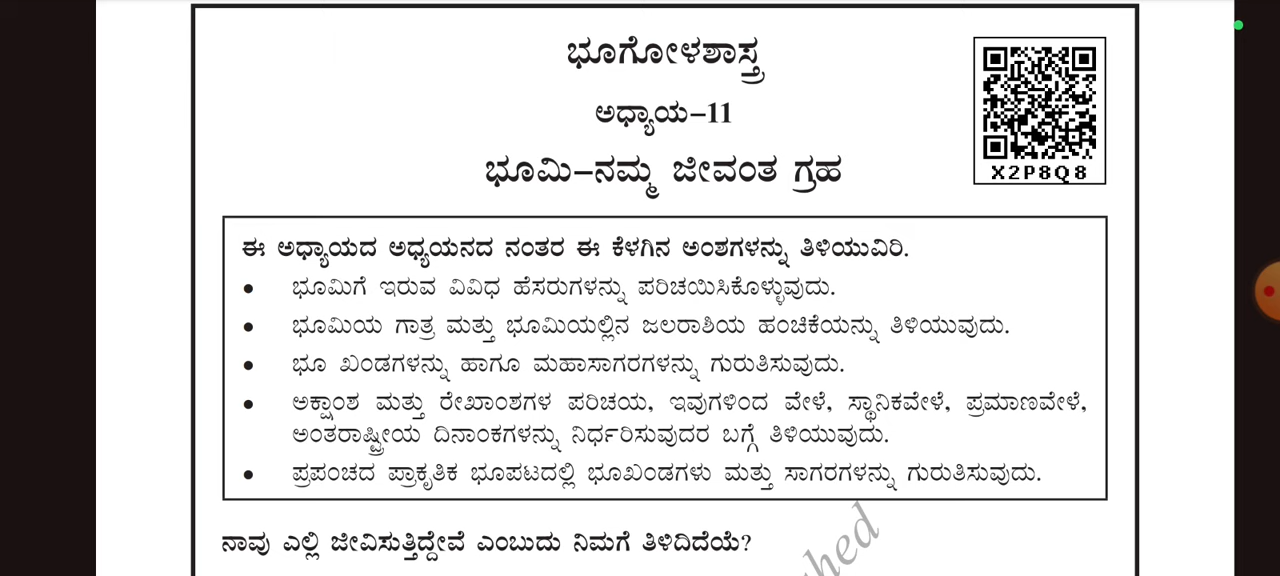 ಭೂಗೋಳಶಾಸ್ತ್ರ
ಅಧ್ಯಾಯ-11
ಭೂಮಿ-ನಮ್ಮ ಜೀವಂತ ಗ್ರಹ
X2P8Q8
ಈ ಅಧ್ಯಾಯದ ಅಧ್ಯಯನದ ನಂತರ ಈ ಕೆಳಗಿನ ಅಂಶಗಳನ್ನು ತಿಳಿಯುವಿರಿ.
• ಭೂಮಿಗೆ ಇರುವ ವಿವಿಧ ಹೆಸರುಗಳನ್ನು ಪರಿಚಯಿಸಿಕೊಳ್ಳುವುದು.
• ಭೂಮಿಯ ಗಾತ್ರ ಮತ್ತು ಭೂಮಿಯಲ್ಲಿನ ಜಲರಾಶಿಯ ಹಂಚಿಕೆಯನ್ನು ತಿಳಿಯುವುದು.
• ಭೂ ಖಂಡಗಳನ್ನು ಹಾಗೂ ಮಹಾಸಾಗರಗಳನ್ನು ಗುರುತಿಸುವುದು.
• ಅಕ್ಷಾಂಶ ಮತ್ತು ರೇಖಾಂಶಗಳ ಪರಿಚಯ, ಇವುಗಳಿಂದ ವೇಳೆ, ಸ್ಥಾನಿಕವೇಳೆ, ಪ್ರಮಾಣವೇಳೆ,
ಅಂತರಾಷ್ಟ್ರೀಯ ದಿನಾಂಕಗಳನ್ನು ನಿರ್ಧರಿಸುವುದರ ಬಗ್ಗೆ ತಿಳಿಯುವುದು.
• ಪ್ರಪಂಚದ ಪ್ರಾಕೃತಿಕ ಭೂಪಟದಲ್ಲಿ ಭೂಖಂಡಗಳು ಮತ್ತು ಸಾಗರಗಳನ್ನು ಗುರುತಿಸುವುದು.
ನಾವು ಎಲ್ಲಿ ಜೀವಿಸುತ್ತಿದ್ದೇವೆ ಎಂಬುದು ನಿಮಗೆ ತಿಳಿದಿದೆಯೆ?